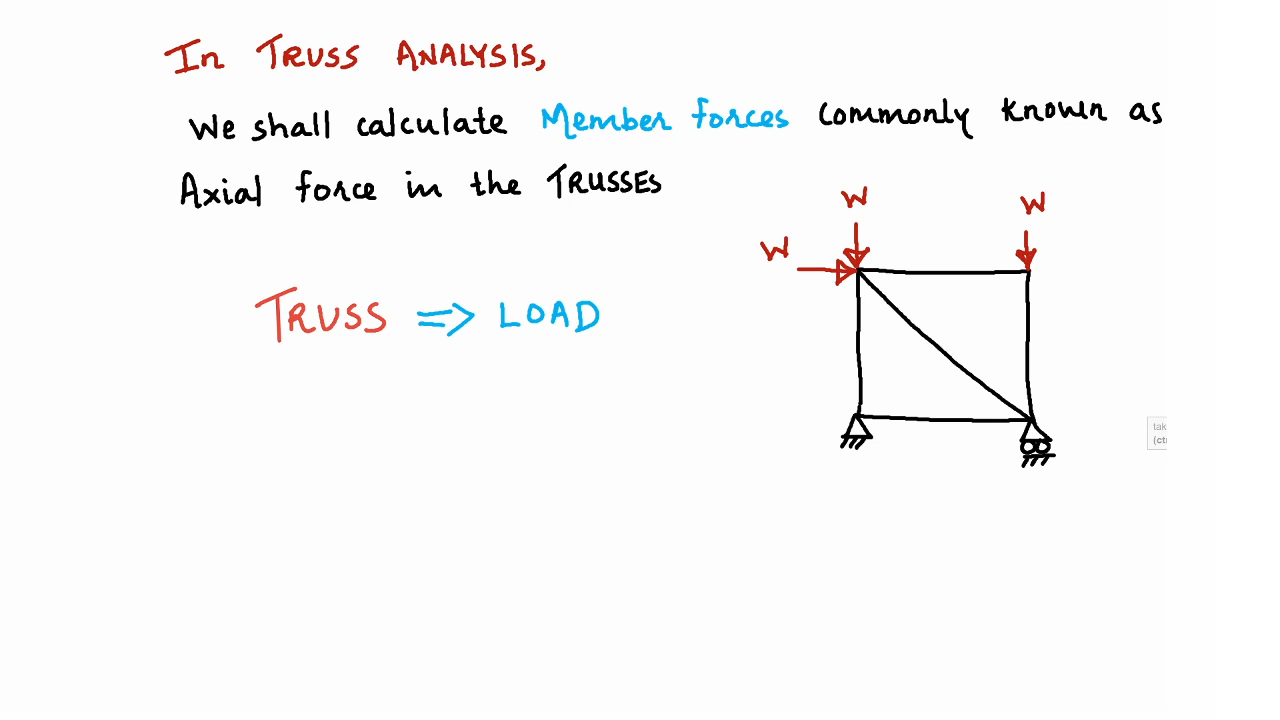 In TRUSS ANALYSIS,
We shall calculate Member forces commonly known as
Axial force in the TRUSSES
W
W
W
TRUSS => LOAD